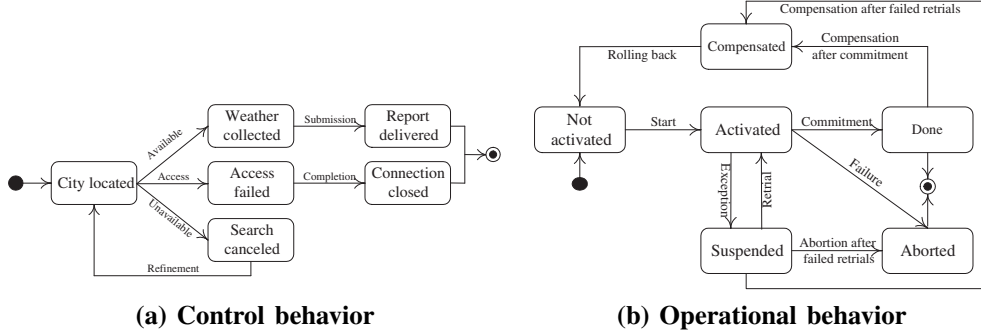 Weather
collected
Submission
Report
delivered
Available
City located
Access
Access
failed
Completion
Connection
closed
Unavailable
Search
canceled
Refinement
(a) Control behavior
Compensation after failed retrials
Compensated
Compensation
after commitment
Rolling back
Not
activated
Start
Activated
Commitment
Done
Exception
Retrial
Failure
Suspended
Abortion after
failed retrials
Aborted
(b) Operational behavior